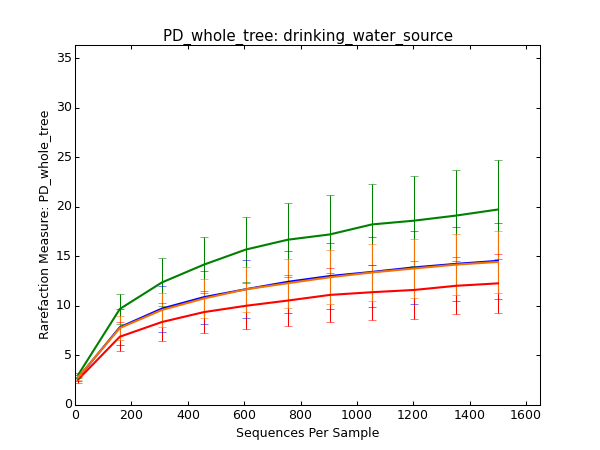 PD_whole_tree: drinking_water_source
Rarefaction Measure: PD_whole_tree
35
30
25
20
15
10
5
0
0 200 400 600 800 1000 1200 1400 1600
Sequences Per Sample